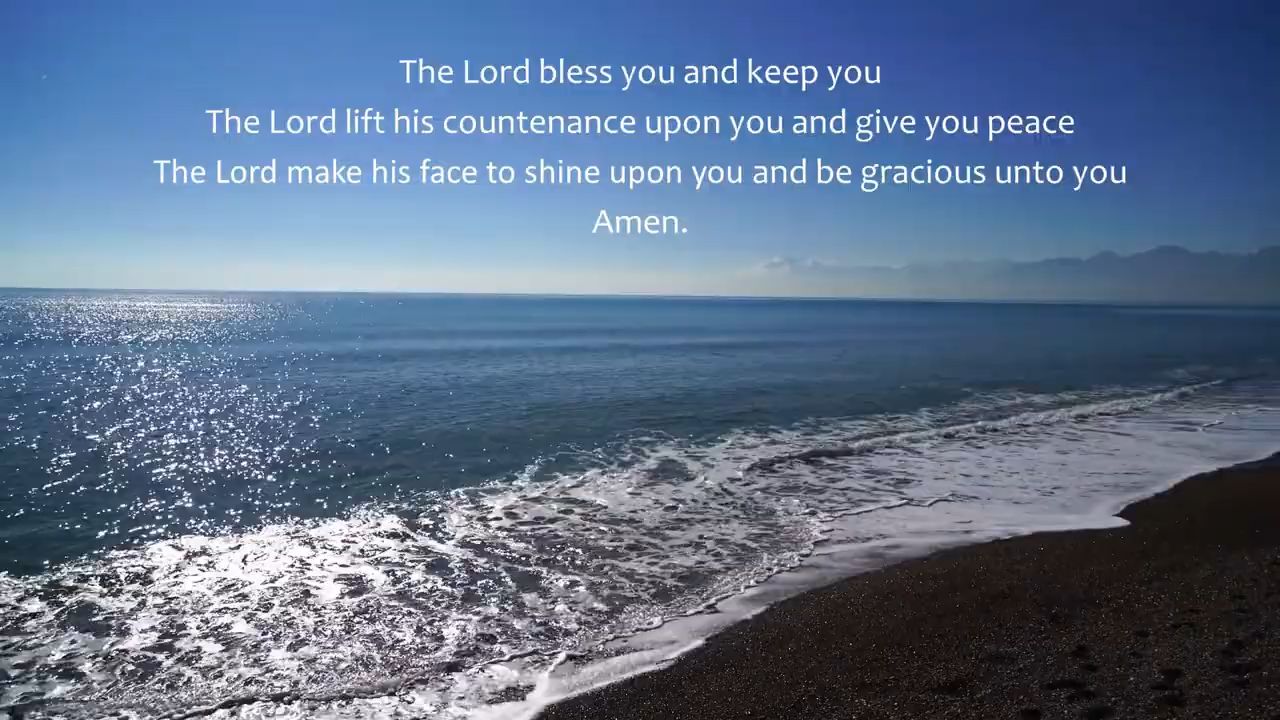 The Lord bless you and keep you
The Lord lift his countenance upon you and give you peace
The Lord make his face to shine upon you and be gracious unto you
Amen.